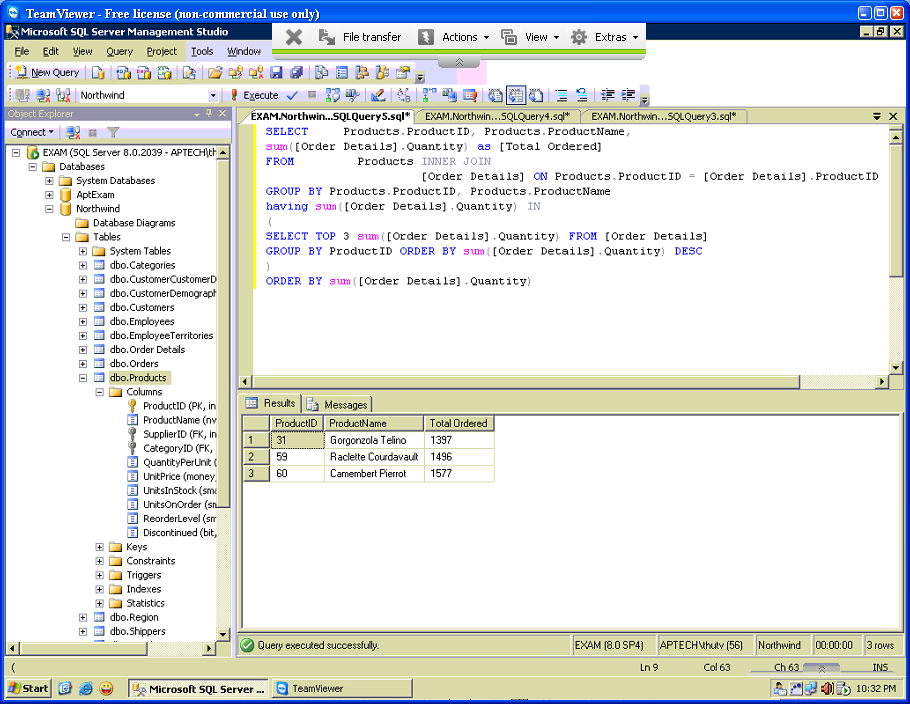 TeamViewer - Free license (non-commercial use only)
Microsoft SQL Server Management Studio
File transfer Actions View Extras
File Edit View Query Project Tools Window
New Query
Northwind Execute
Object Explorer
Connect
EXAM (SQL Server 8.0.2039 - APTECH\th
Databases
System Databases
AptExam
Northwind
Database Diagrams
Tables
System Tables
dbo.Categories
dbo.CustomerCustomerD
dbo.CustomerDemograph
dbo.Customers
dbo.Employees
dbo.EmployeeTerritories
dbo.Order Details
dbo.Orders
dbo.Products
Columns
ProductID (PK, in
ProductName (nv
SupplierID (FK, in
CategoryID (FK,
QuantityPerUnit (
UnitPrice (money,
UnitsInStock (sma
UnitsOnOrder (sm
ReorderLevel (sm
Discontinued (bit,
Keys
Constraints
Triggers
Indexes
Statistics
dbo.Region
dbo.Shippers
EXAM.Northwin...SQLQuery5.sql* EXAM.Northwin...SQLQuery4.sql* EXAM.Northwin...SQLQuery3.sql*
SELECT Products.ProductID, Products.ProductName,
sum([Order Details].Quantity) as [Total Ordered]
FROM Products INNER JOIN
[Order Details] ON Products.ProductID = [Order Details].ProductID
GROUP BY Products.ProductID, Products.ProductName
having sum([Order Details].Quantity) IN
(
SELECT TOP 3 sum([Order Details].Quantity) FROM [Order Details]
GROUP BY ProductID ORDER BY sum([Order Details].Quantity) DESC
)
ORDER BY sum([Order Details].Quantity)
Results Messages
ProductID ProductName Total Ordered
1 31 Gorgonzola Telino 1397
2 59 Raclette Courdavault 1496
3 60 Camembert Pierrot 1577
Query executed successfully. EXAM (8.0 SP4) APTECH\thutv (56) Northwind 00:00:00 3 rows
( Ln 9 Col 63 Ch 63 INS
Start Microsoft SQL Server ... TeamViewer 10:32 PM